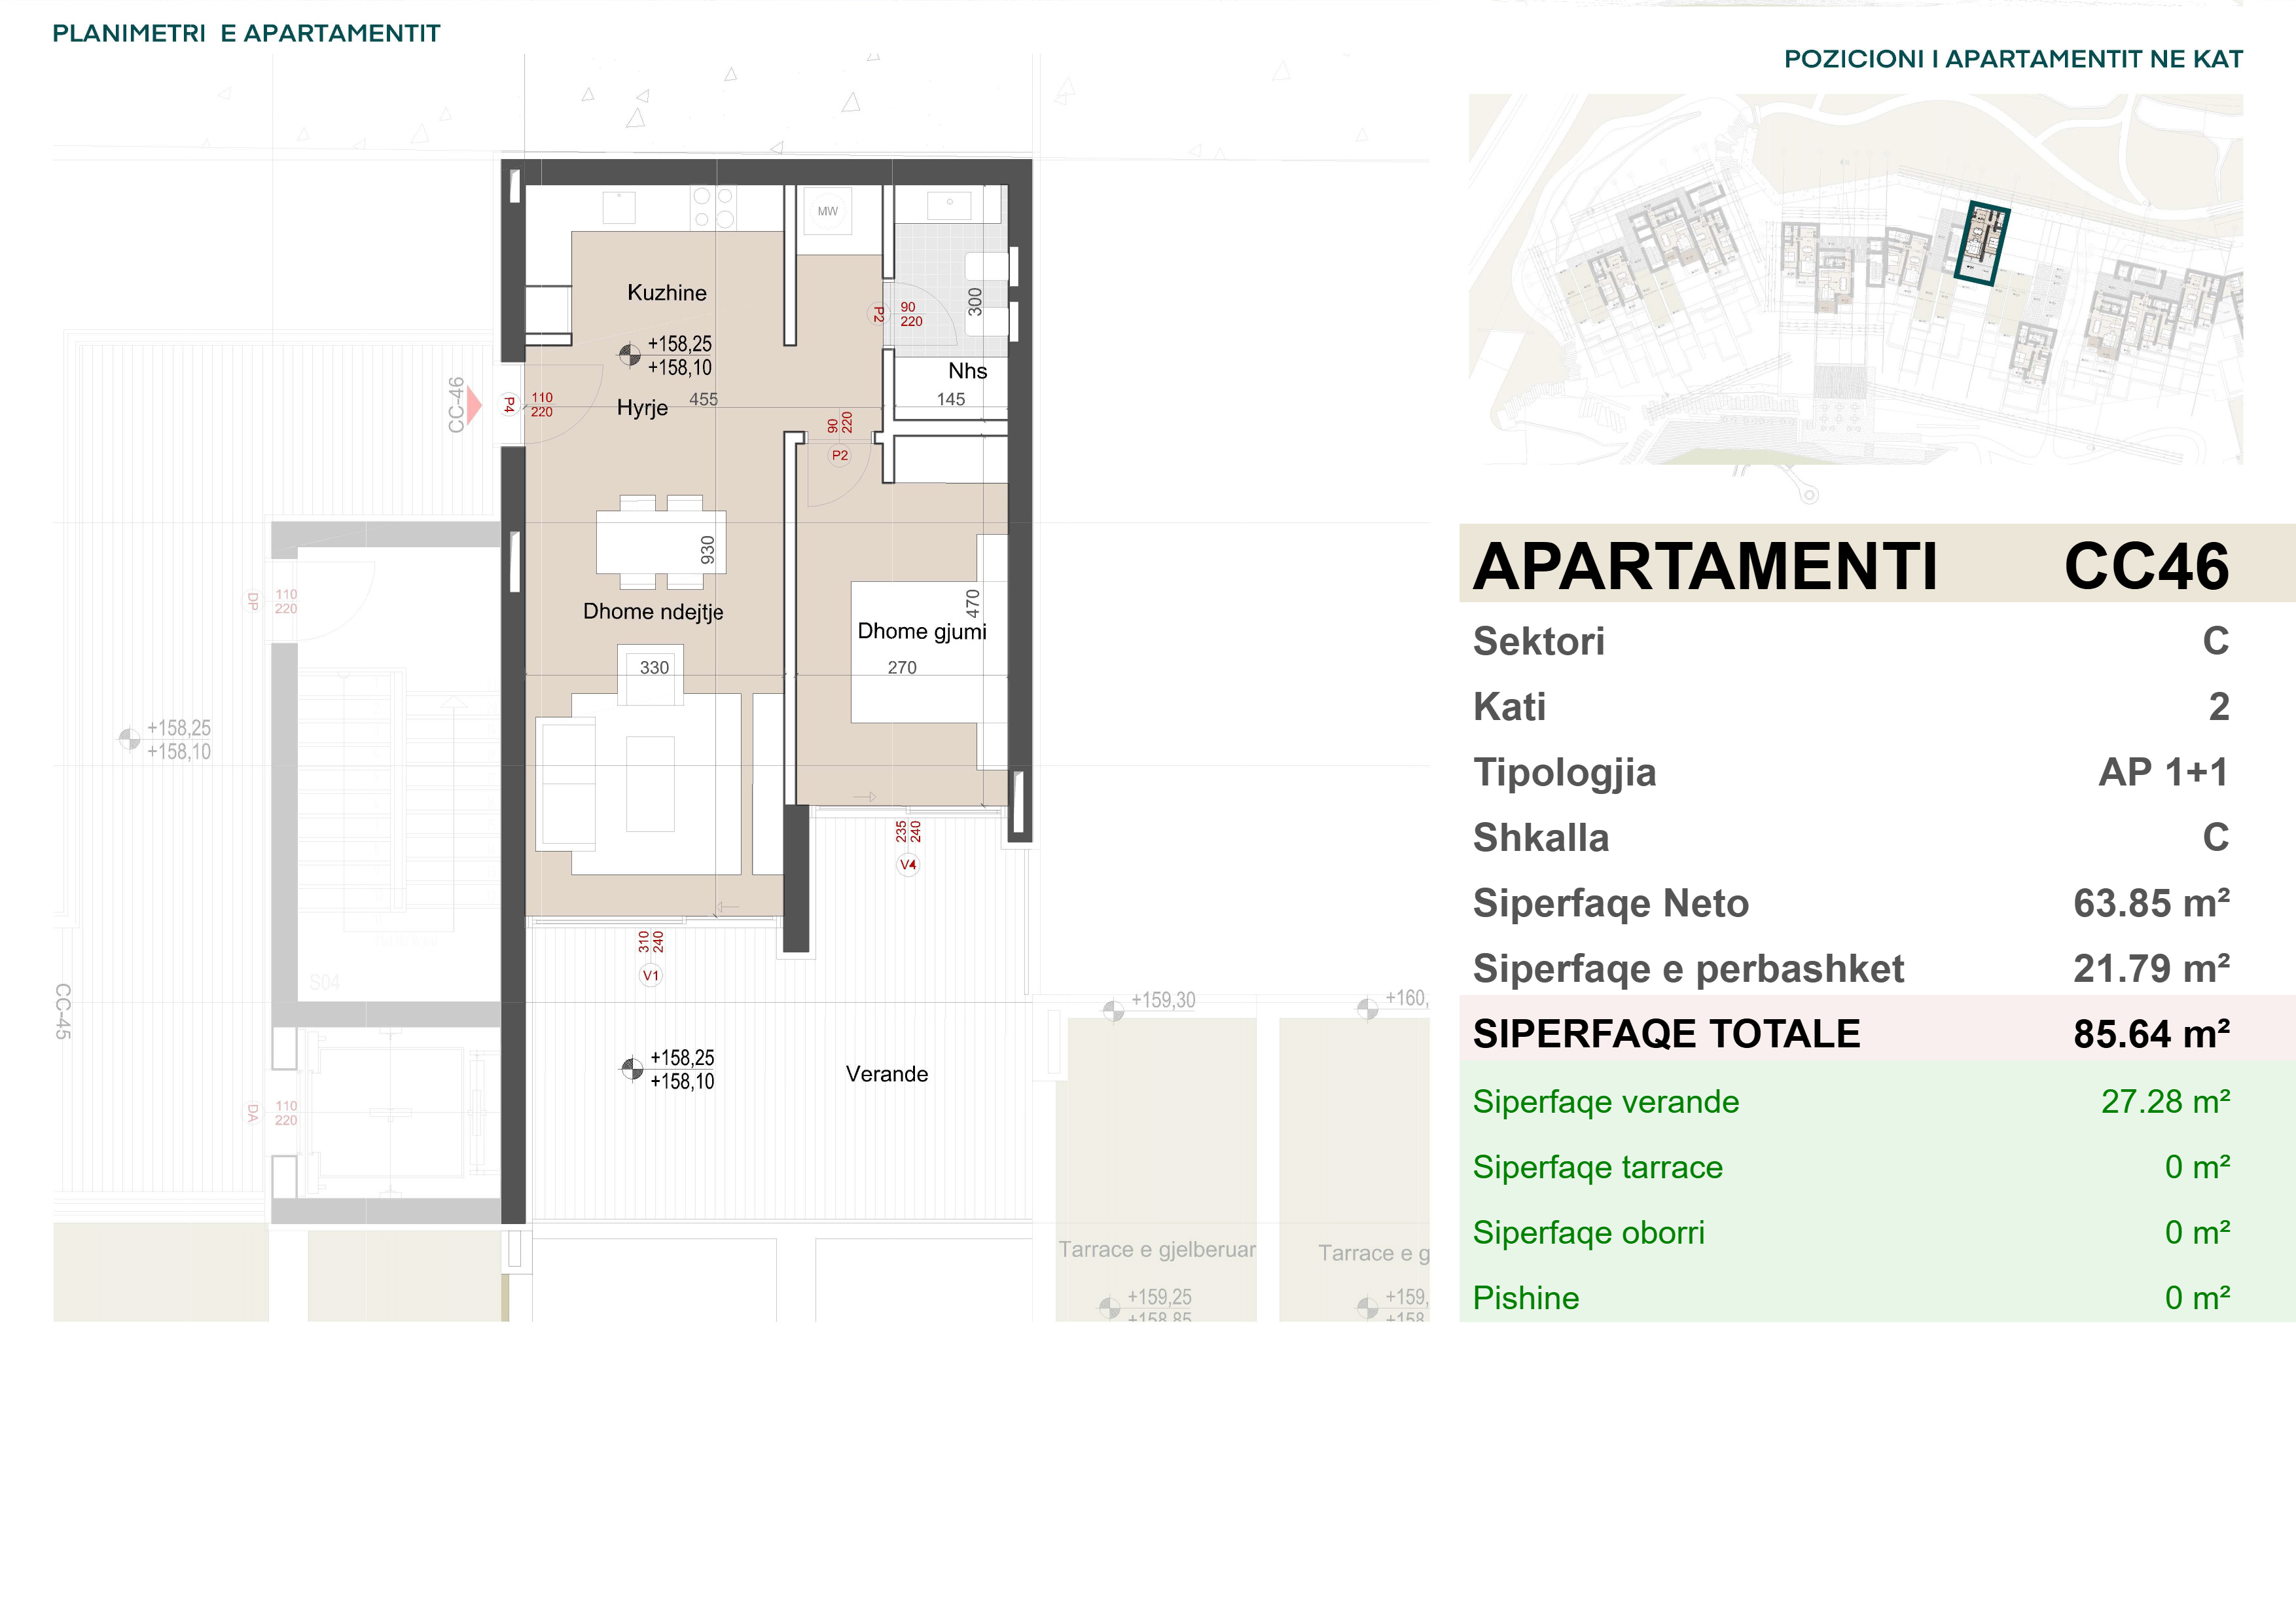 PLANIMETRI E APARTAMENTIT
POZICIONI I APARTAMENTIT NE KAT
MW
Kuzhine
P2
90
220
300
+158,25
+158,10
Nhs
CC-46
P4
110
220
Hyrje
455
145
90
220
P2
930
DP
110
220
Dhome ndejtje
470
Dhome gjumi
330
270
+158,25
+158,10
235
240
V4
310
240
V1
S04
CC-45
+159,30
+160,
+158,25
+158,10
Verande
DA
110
220
Tarrace e gjelberuar
Tarrace e g
+159,25
+158,85
+159,
+158
APARTAMENTI CC46
Sektori C
Kati 2
Tipologjia AP 1+1
Shkalla C
Siperfaqe Neto 63.85 m²
Siperfaqe e perbashket 21.79 m²
SIPERFAQE TOTALE 85.64 m²
Siperfaqe verande 27.28 m²
Siperfaqe tarrace 0 m²
Siperfaqe oborri 0 m²
Pishine 0 m²